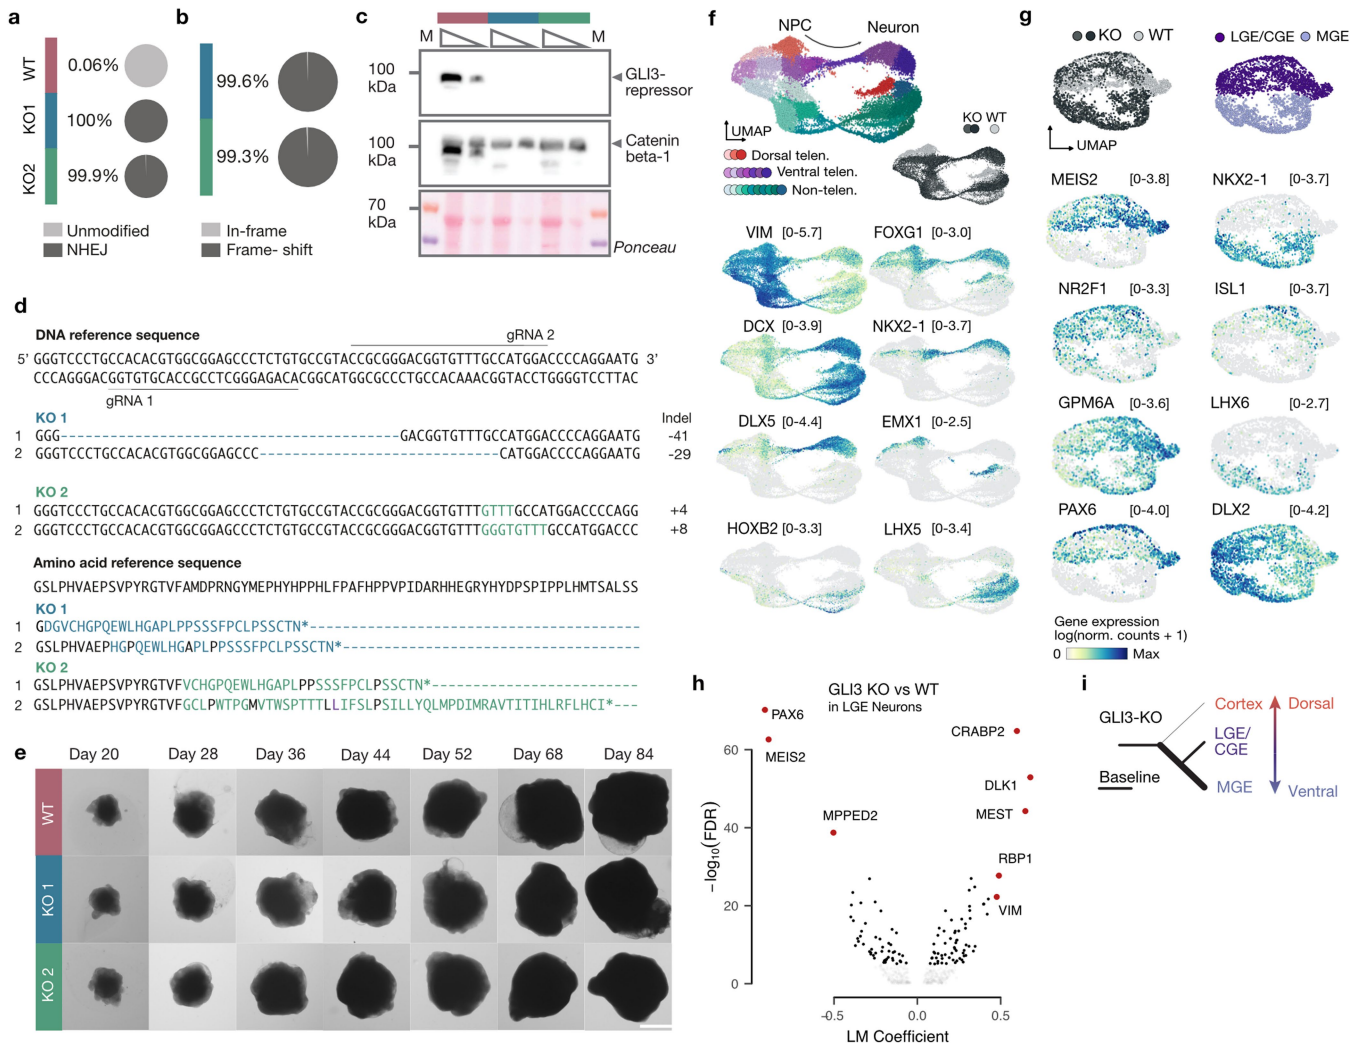 a
WT
KO1
KO2
0.06%
100%
99.9%
Unmodified
NHEJ
b
99.6%
99.3%
In-frame
Frame- shift
c
M
M
100
kDa
GLI3-
repressor
100
kDa
Catenin
beta-1
70
kDa
Ponceau
d
DNA reference sequence
gRNA 2
5' GGGTCCCTGCCACACGTGGCGGAGCCCTCTGTGCCGTACCGCGGGACGGTGTTTGCCATGGACCCCAGGAATG 3'
CCCAGGGACGGTGTGCACCGCCTCGGGAGACACGGCATGGCGCCCTGCCACAAACGGTACCTGGGGTCCTTAC
gRNA 1
KO 1
Indel
1 GGG-----------------------------------------GACGGTGTTTGCCATGGACCCCAGGAATG -41
2 GGGTCCCTGCCACACGTGGCGGAGCCC-----------------------------CATGGACCCCAGGAATG -29
KO 2
1 GGGTCCCTGCCACACGTGGCGGAGCCCTCTGTGCCGTACCGCGGGACGGTGTTTGTTTGCCATGGACCCCAGG +4
2 GGGTCCCTGCCACACGTGGCGGAGCCCTCTGTGCCGTACCGCGGGACGGTGTTTGGGTGTTTGCCATGGACCC +8
Amino acid reference sequence
GSLPHVAEPSVPYRGTVFAMDPRNGYMEPHYHPPHLFPAFHPPVPIDARHHEGRYHYDPSPIPPLHMTSALSS
KO 1
1 GDGVCHGPQEWLHGAPLPPSSSFPCLPSSCTN*----------------------------------------
2 GSLPHVAEPHGPQEWLHGAPLPPSSSFPCLPSSCTN*------------------------------------
KO 2
1 GSLPHVAEPSVPYRGTVFVCHGPQEWLHGAPLPPSSSFPCLPSSCTN*-------------------------
2 GSLPHVAEPSVPYRGTVFGCLPWTPGMVTWSPTTTLLIFSLPSILLYQLMPDIMRAVTITIHLRFLHCI*---
e
Day 20
Day 28
Day 36
Day 44
Day 52
Day 68
Day 84
WT
KO 1
KO 2
f
NPC
Neuron
UMAP
KO WT
Dorsal telen.
Ventral telen.
Non-telen.
VIM [0-5.7]
FOXG1 [0-3.0]
DCX [0-3.9]
NKX2-1 [0-3.7]
DLX5 [0-4.4]
EMX1 [0-2.5]
HOXB2 [0-3.3]
LHX5 [0-3.4]
g
KO
WT
LGE/CGE
MGE
UMAP
MEIS2 [0-3.8]
NKX2-1 [0-3.7]
NR2F1 [0-3.3]
ISL1 [0-3.7]
GPM6A [0-3.6]
LHX6 [0-2.7]
PAX6 [0-4.0]
DLX2 [0-4.2]
Gene expression
log(norm. counts + 1)
0 Max
h
GLI3 KO vs WT
in LGE Neurons
PAX6
MEIS2
MPPED2
CRABP2
DLK1
MEST
RBP1
VIM
60
40
20
0
−log10(FDR)
-0.5
0.0
0.5
LM Coefficient
i
GLI3-KO
Baseline
Cortex
LGE/
CGE
MGE
Dorsal
Ventral